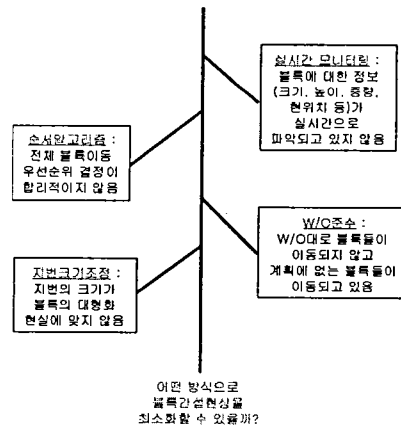 실시간 모니터링 :
블록에 대한 정보
(크기, 높이, 중량,
현위치 등)가
실시간으로
파악되고 있지 않음
순서알고리즘 :
전체 블록이동
우선순위 결정이
합리적이지 않음
W/O준수 :
W/O대로 블록들이
이동되지 않고
계획에 없는 블록들이
이동되고 있음
지번크기조정 :
지번의 크기가
블록의 대형화
현실에 맞지 않음
어떤 방식으로
블록간섭현상을
최소화할 수 있을까?